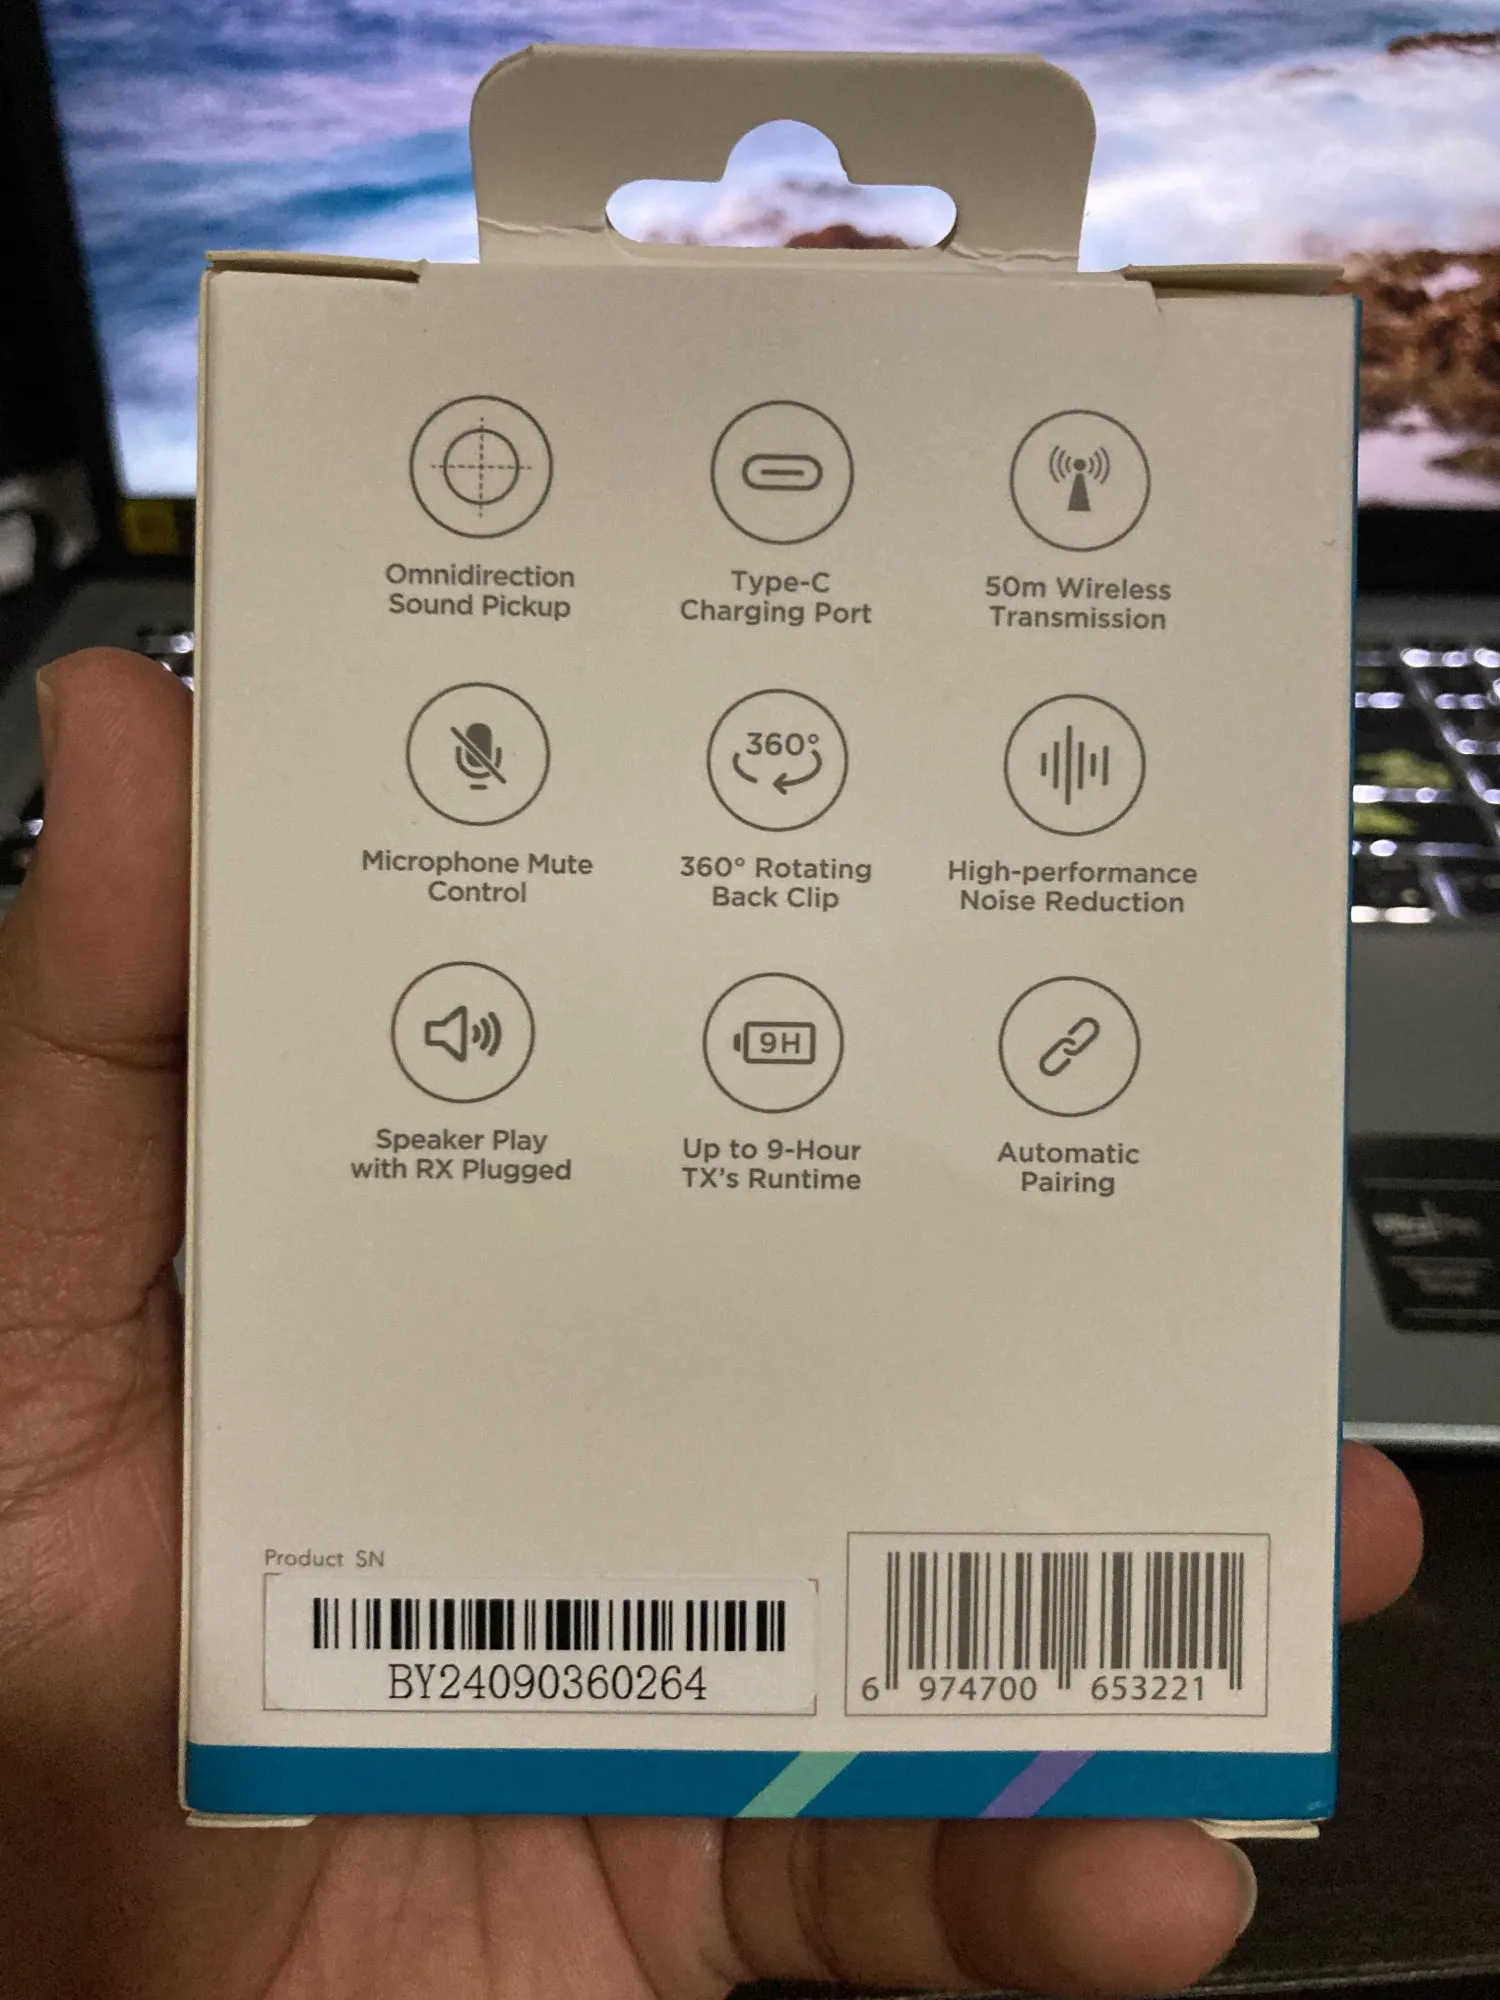 Omnidirection
Sound Pickup
Type-C
Charging Port
50m Wireless
Transmission
Microphone Mute
Control
360°
360° Rotating
Back Clip
High-performance
Noise Reduction
Speaker Play
with RX Plugged
9H
Up to 9-Hour
TX's Runtime
Automatic
Pairing
Product SN
BY24090360264
6 974700 653221